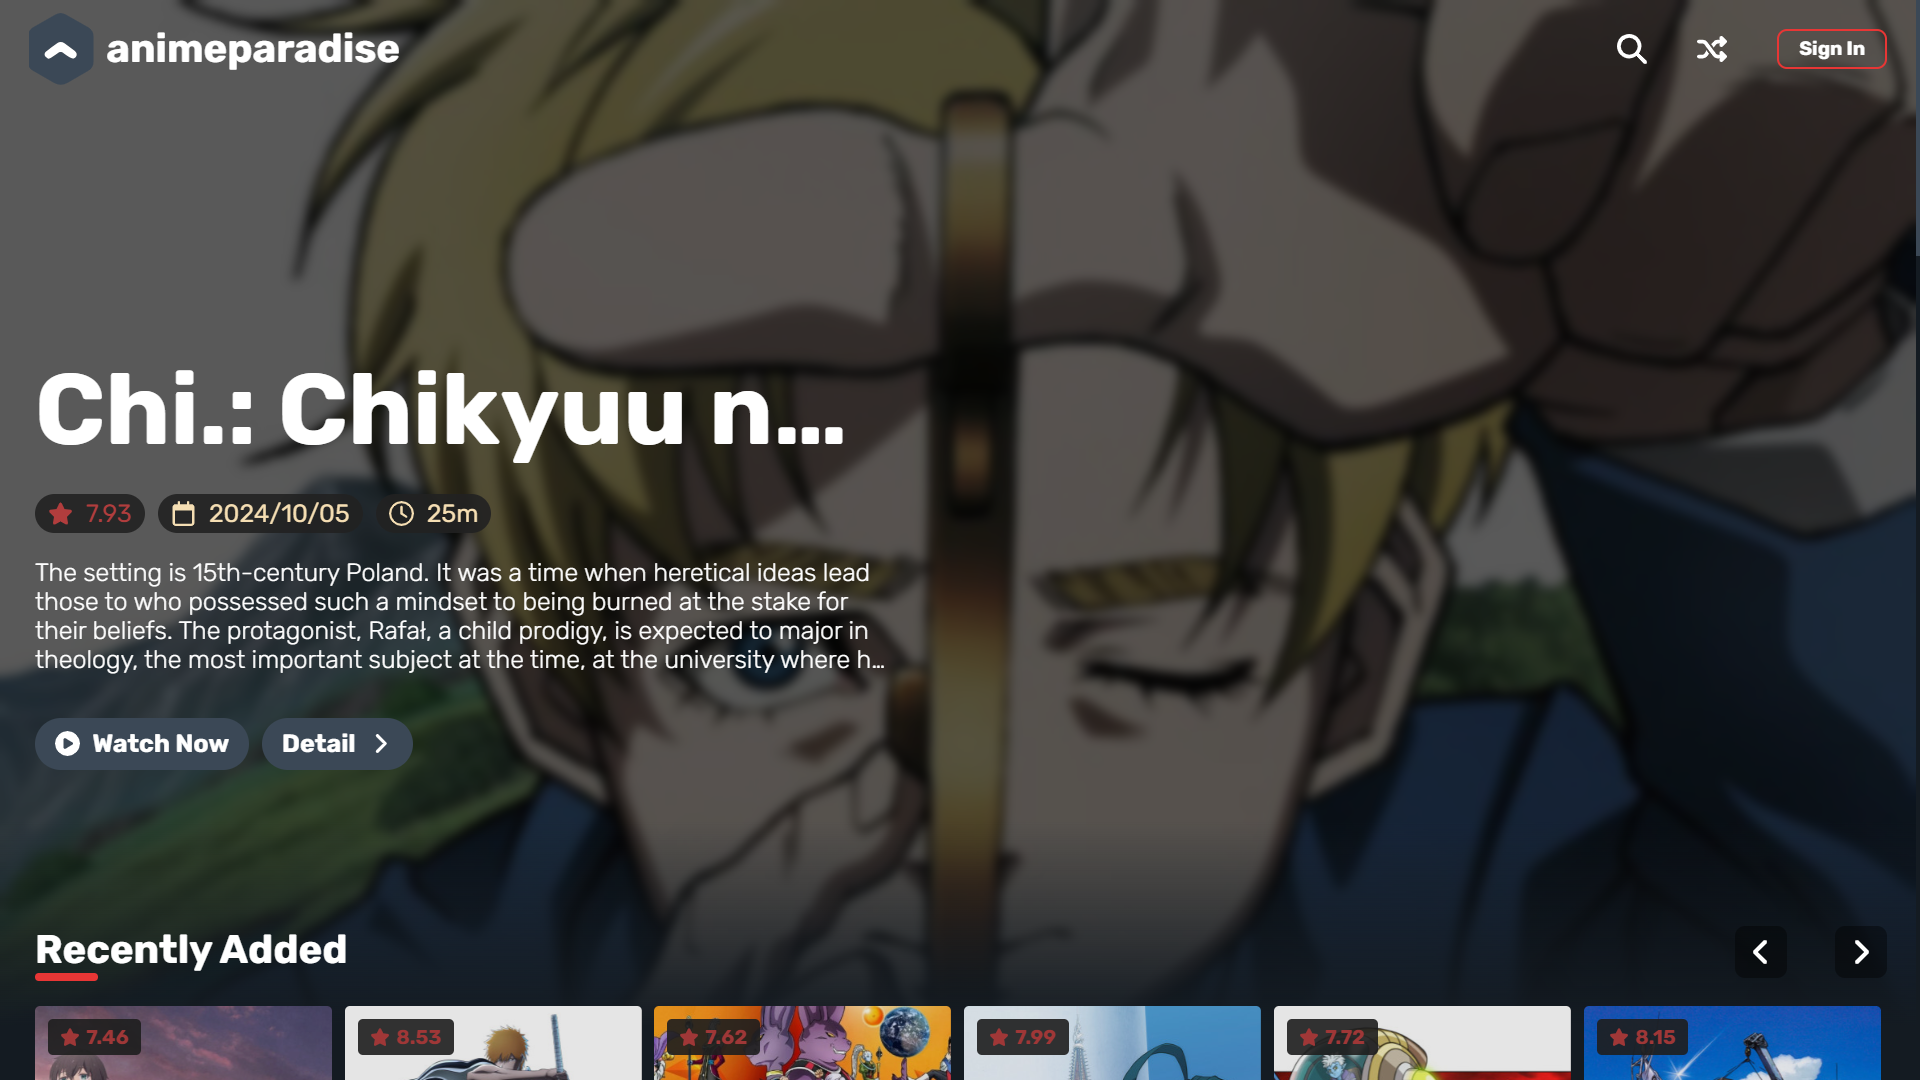 animeparadise
Sign In
Chi.: Chikyuu n...
7.93 2024/10/05 25m
The setting is 15th-century Poland. It was a time when heretical ideas lead
those to who possessed such a mindset to being burned at the stake for
their beliefs. The protagonist, Rafał, a child prodigy, is expected to major in
theology, the most important subject at the time, at the university where h...
Watch Now Detail
Recently Added
7.46 8.53 7.62 7.99 7.72 8.15